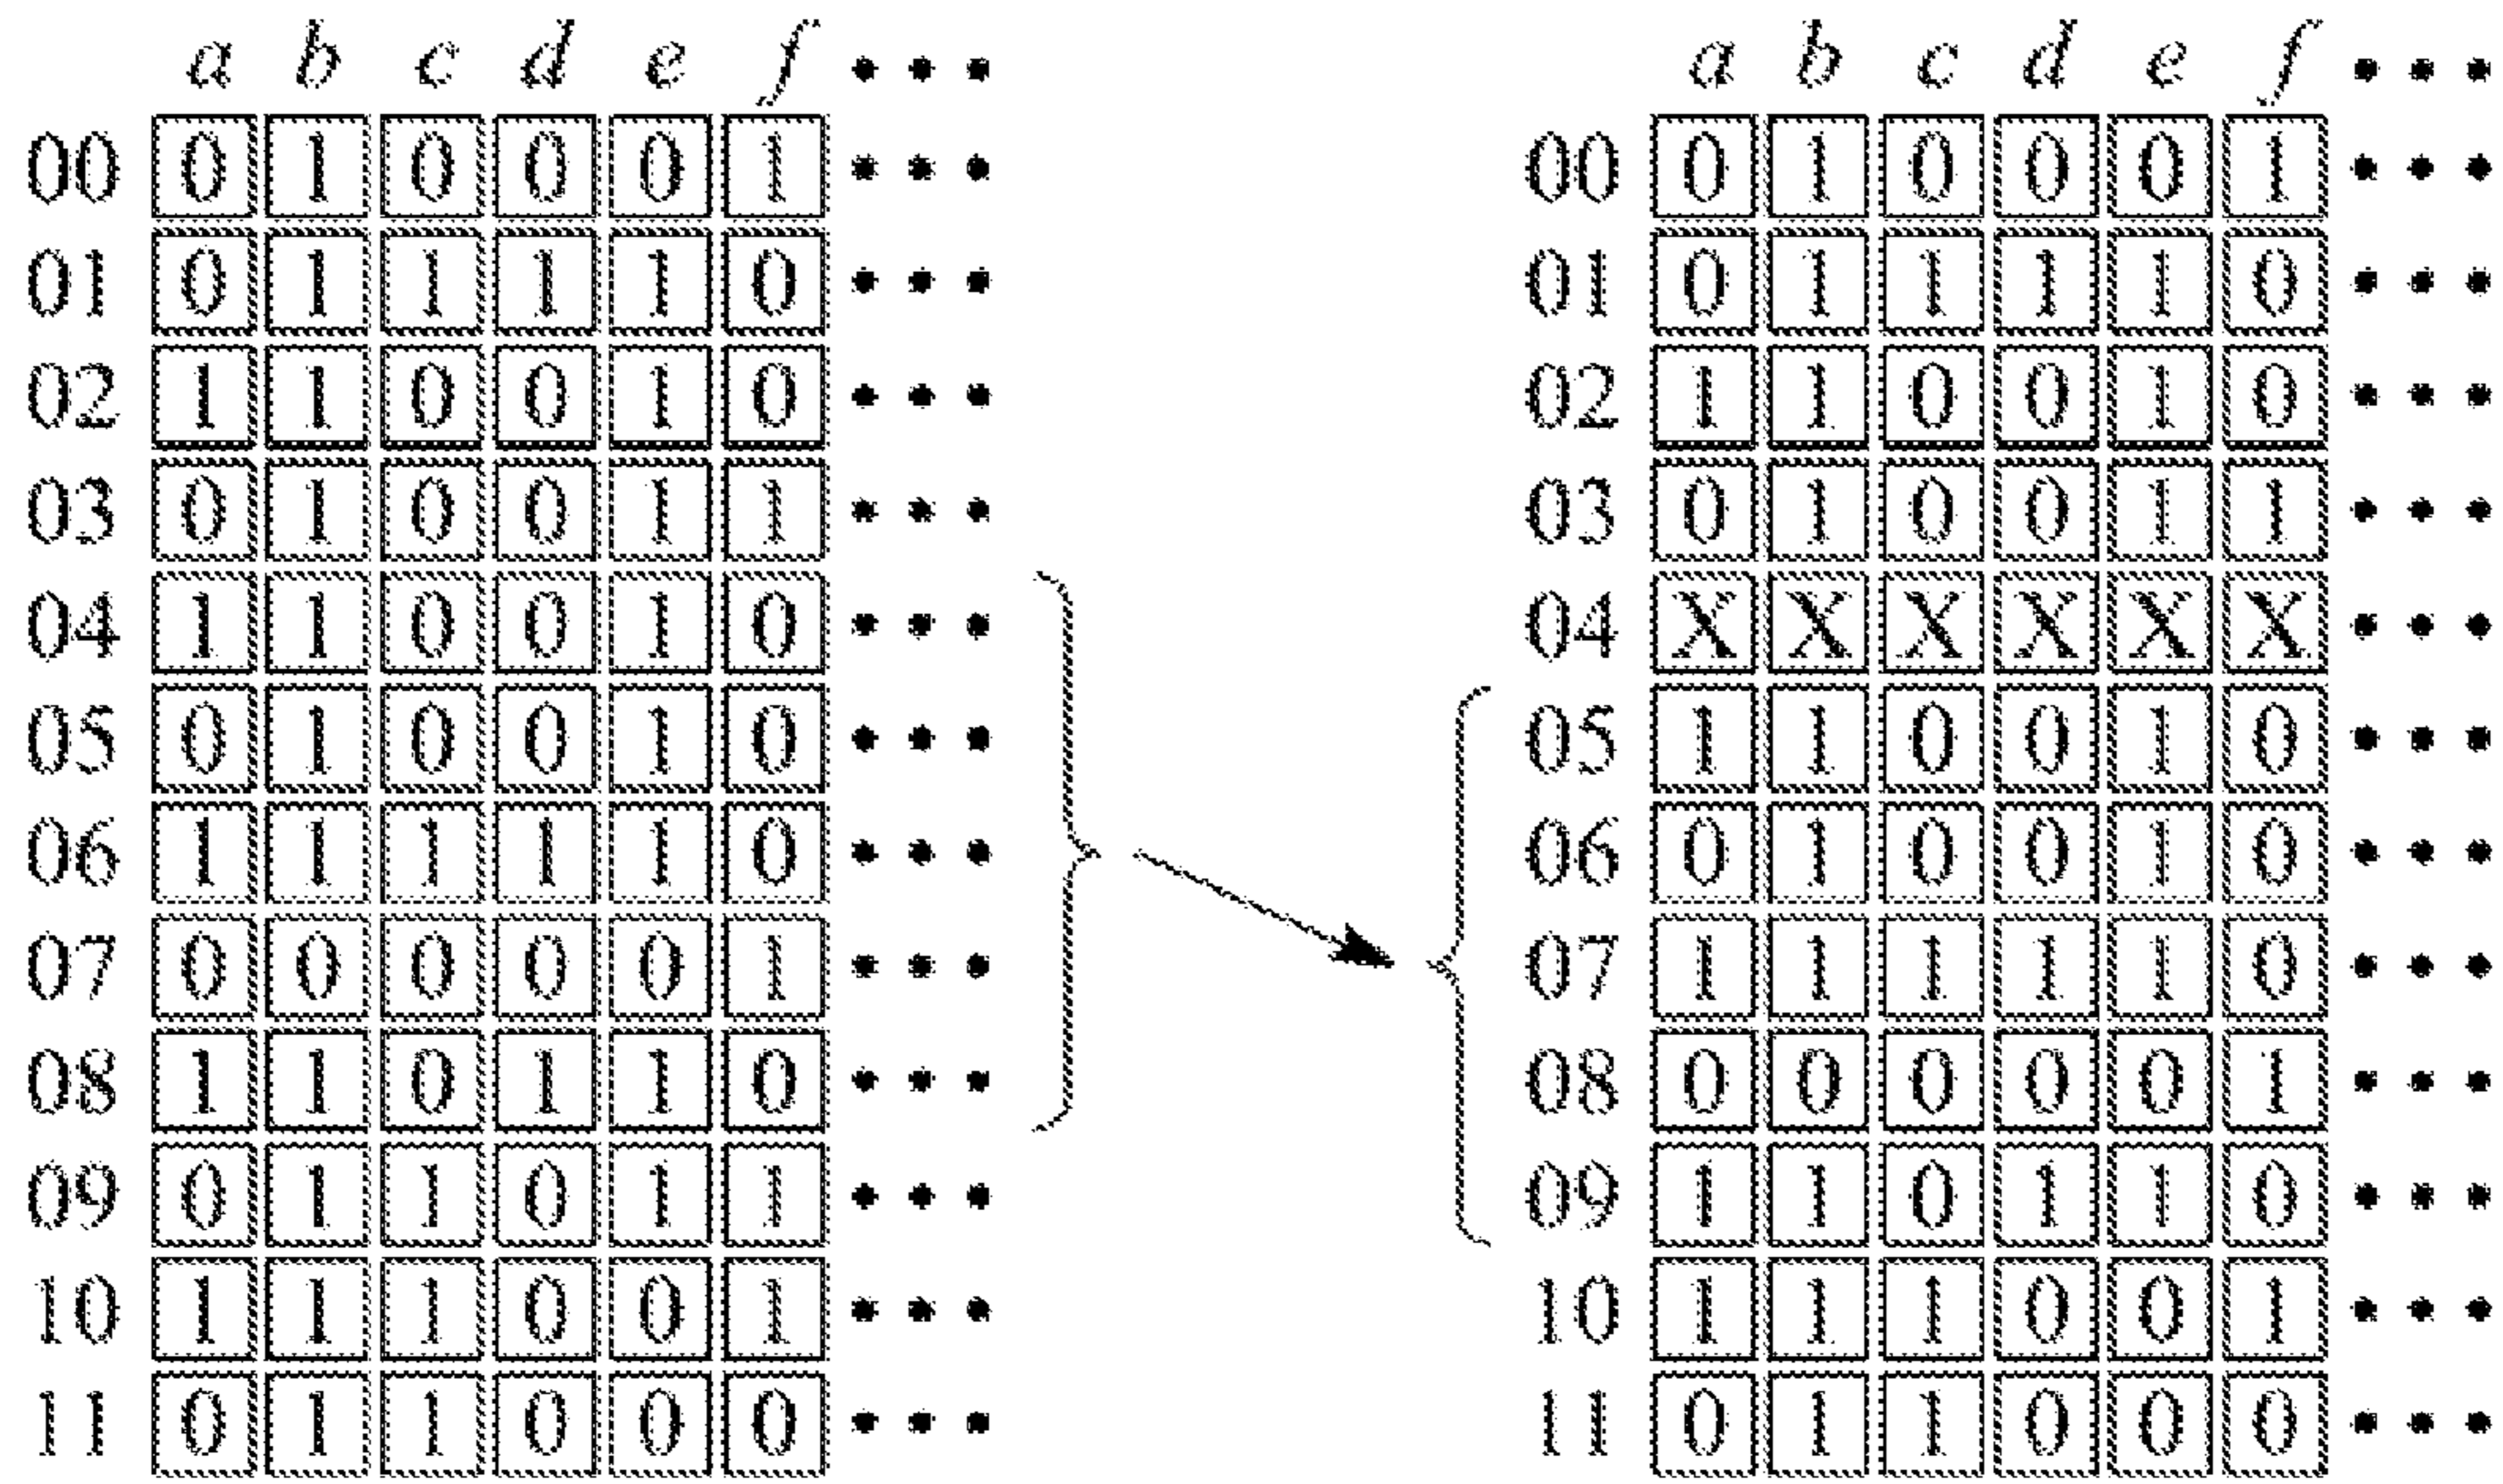 a b c d e f • • • a b c d e f • • •
00 0 1 0 0 0 1 • • • 00 0 1 0 0 0 1 • • •
01 0 1 1 1 1 0 • • • 01 0 1 1 1 1 0 • • •
02 1 1 0 0 1 0 • • • 02 1 1 0 0 1 0 • • •
03 0 1 0 0 1 1 • • • 03 0 1 0 0 1 1 • • •
04 1 1 0 0 1 0 • • • 04 X X X X X X • • •
05 0 1 0 0 1 0 • • • 05 1 1 0 0 1 0 • • •
06 1 1 1 1 1 0 • • • 06 0 1 0 0 1 0 • • •
07 0 0 0 0 0 1 • • • 07 1 1 1 1 1 0 • • •
08 1 1 0 1 1 0 • • • 08 0 0 0 0 0 1 • • •
09 0 1 1 0 1 1 • • • 09 1 1 0 1 1 0 • • •
10 1 1 1 0 0 1 • • • 10 1 1 1 0 0 1 • • •
11 0 1 1 0 0 0 • • • 11 0 1 1 0 0 0 • • •